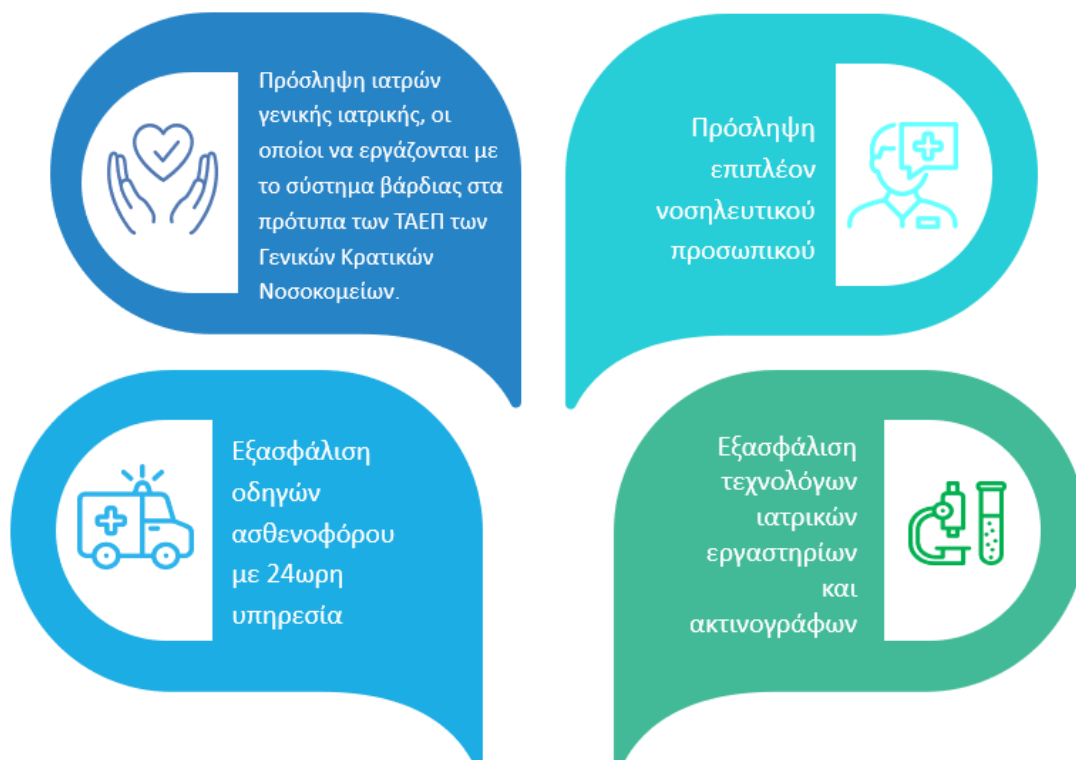 Πρόσληψη ιατρών
γενικής ιατρικής, οι
οποίοι να εργάζονται με
το σύστημα βάρδιας στα
πρότυπα των ΤΑΕΠ των
Γενικών Κρατικών
Νοσοκομείων.
Πρόσληψη
επιπλέον
νοσηλευτικού
προσωπικού
Εξασφάλιση
οδηγών
ασθενοφόρου
με 24ωρη
υπηρεσία
Εξασφάλιση
τεχνολόγων
ιατρικών
εργαστηρίων
και
ακτινογράφων